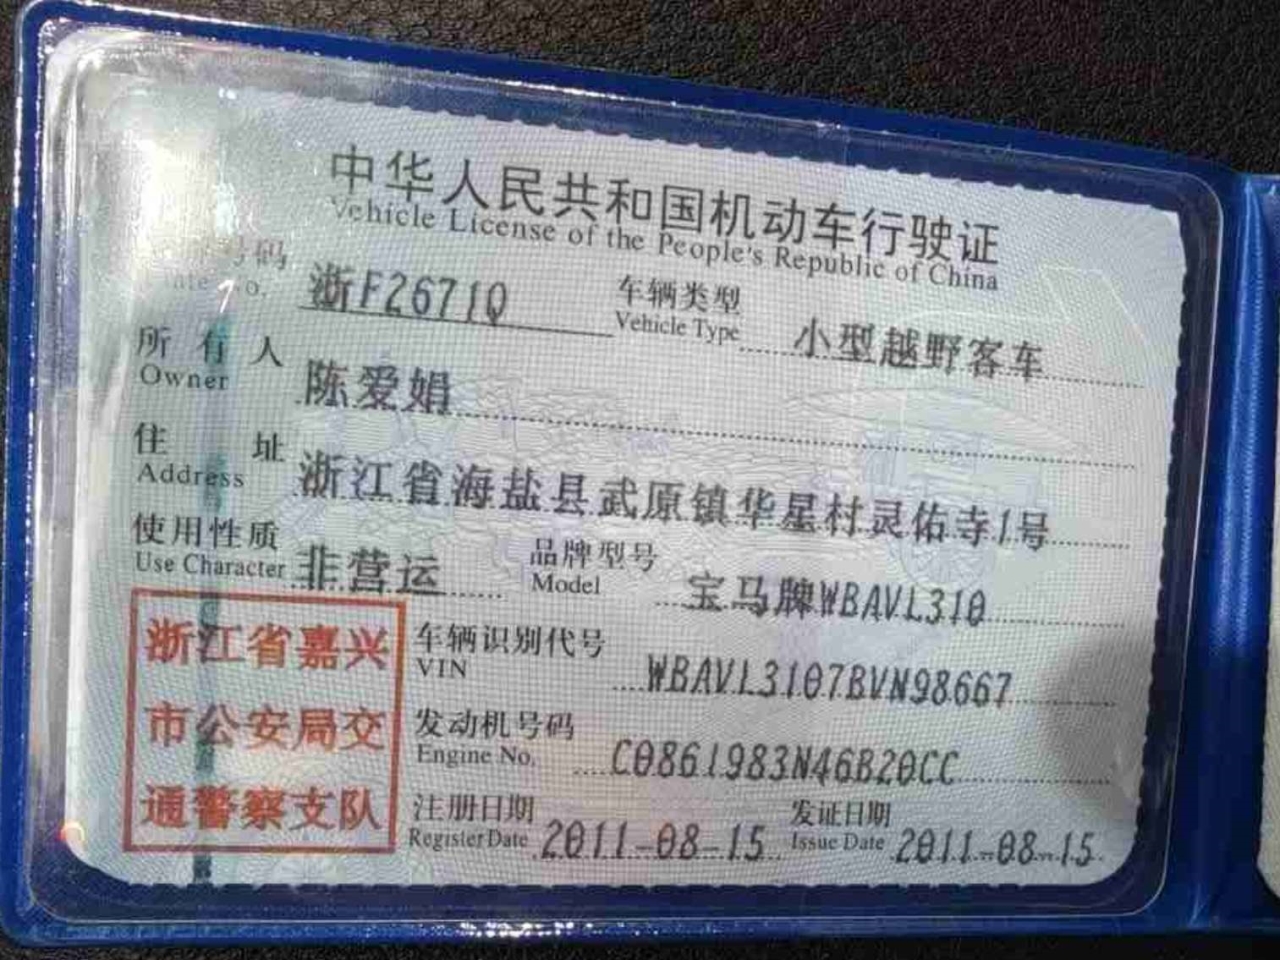 中华人民共和国机动车行驶证
Vehicle License of the People's Republic of China
号码 浙F2671Q 车辆类型 小型越野客车
No. Vehicle Type
所有人 陈爱娟
Owner
住址 浙江省海盐县武原镇华星村灵佑寺1号
Address
使用性质 非营运 品牌型号 宝马牌WBAVL310
Use Character Model
浙江省嘉兴
市公安局交
通警察支队
车辆识别代号 WBAVL3107BVN98667
VIN
发动机号码 C0861983N46B20CC
Engine No.
注册日期 2011-08-15 发证日期 2011-08-15
Register Date Issue Date